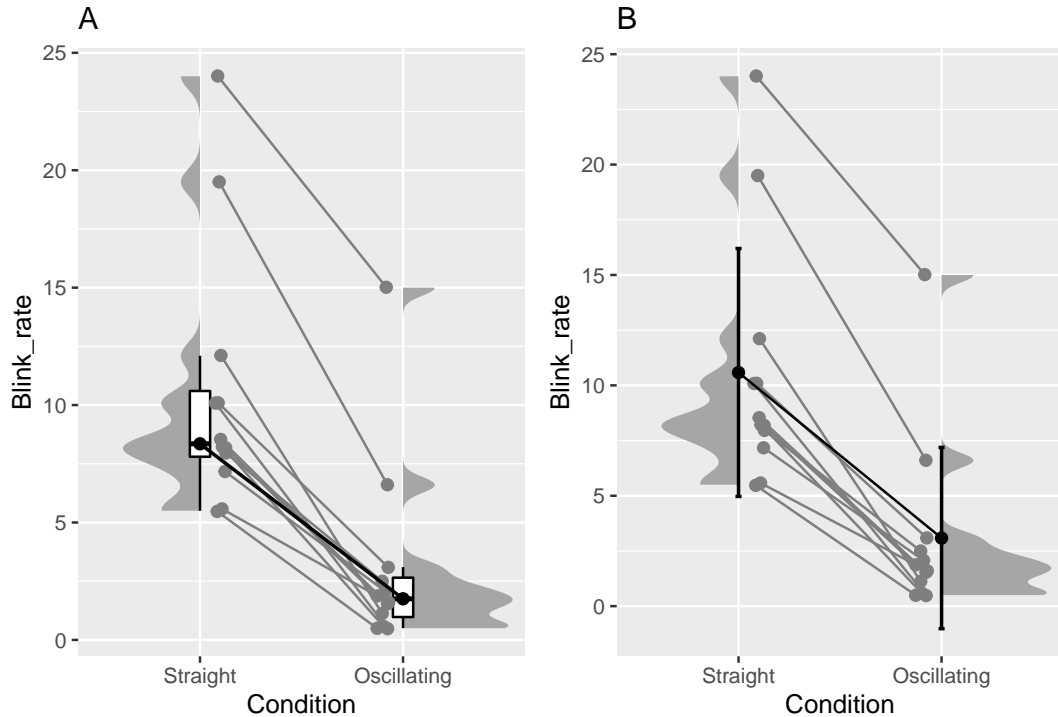 A
25
20
15
10
5
0
Blink_rate
Straight
Oscillating
Condition
B
25
20
15
10
5
0
Blink_rate
Straight
Oscillating
Condition